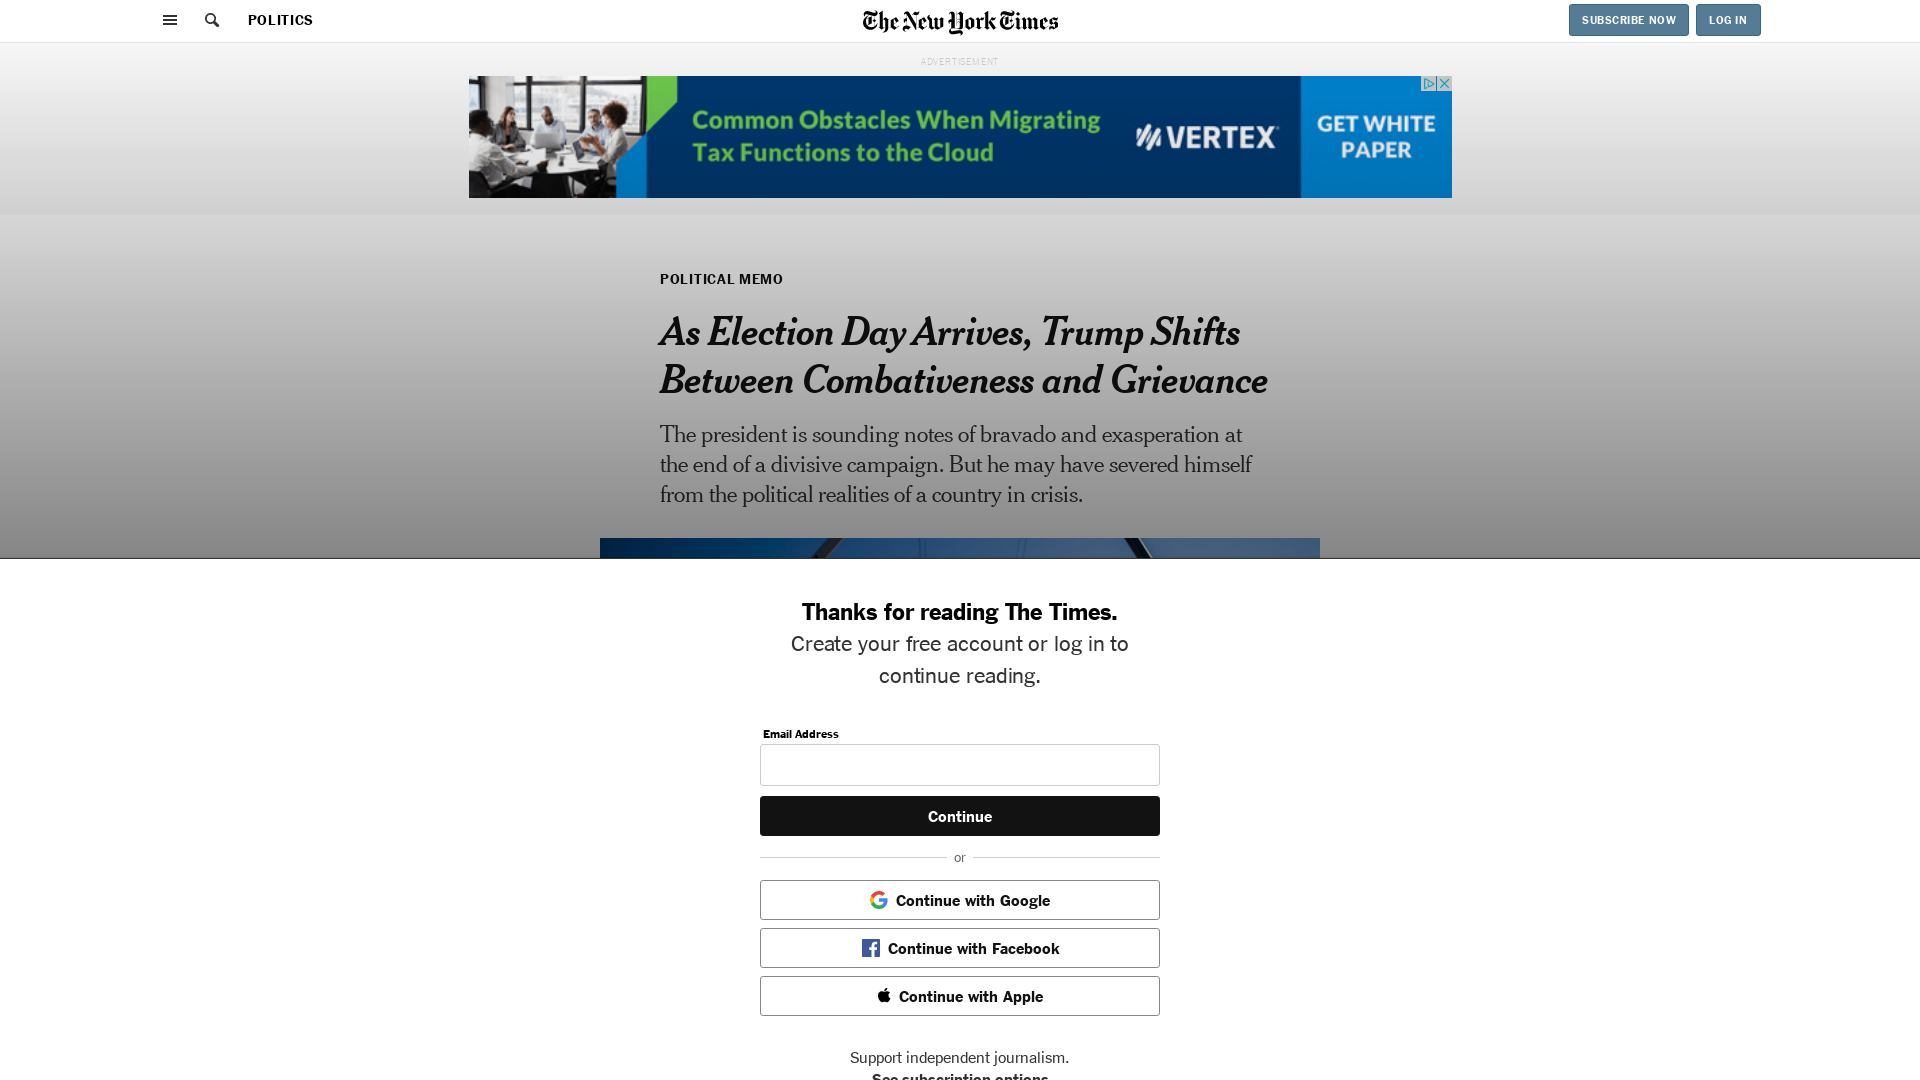 POLITICS
The New York Times
SUBSCRIBE NOW
LOG IN
ADVERTISEMENT
Common Obstacles When Migrating
Tax Functions to the Cloud
VERTEX
GET WHITE
PAPER
POLITICAL MEMO
As Election Day Arrives, Trump Shifts
Between Combativeness and Grievance
The president is sounding notes of bravado and exasperation at
the end of a divisive campaign. But he may have severed himself
from the political realities of a country in crisis.
Thanks for reading The Times.
Create your free account or log in to
continue reading.
Email Address
Continue
or
Continue with Google
Continue with Facebook
Continue with Apple
Support independent journalism.
See subscription options